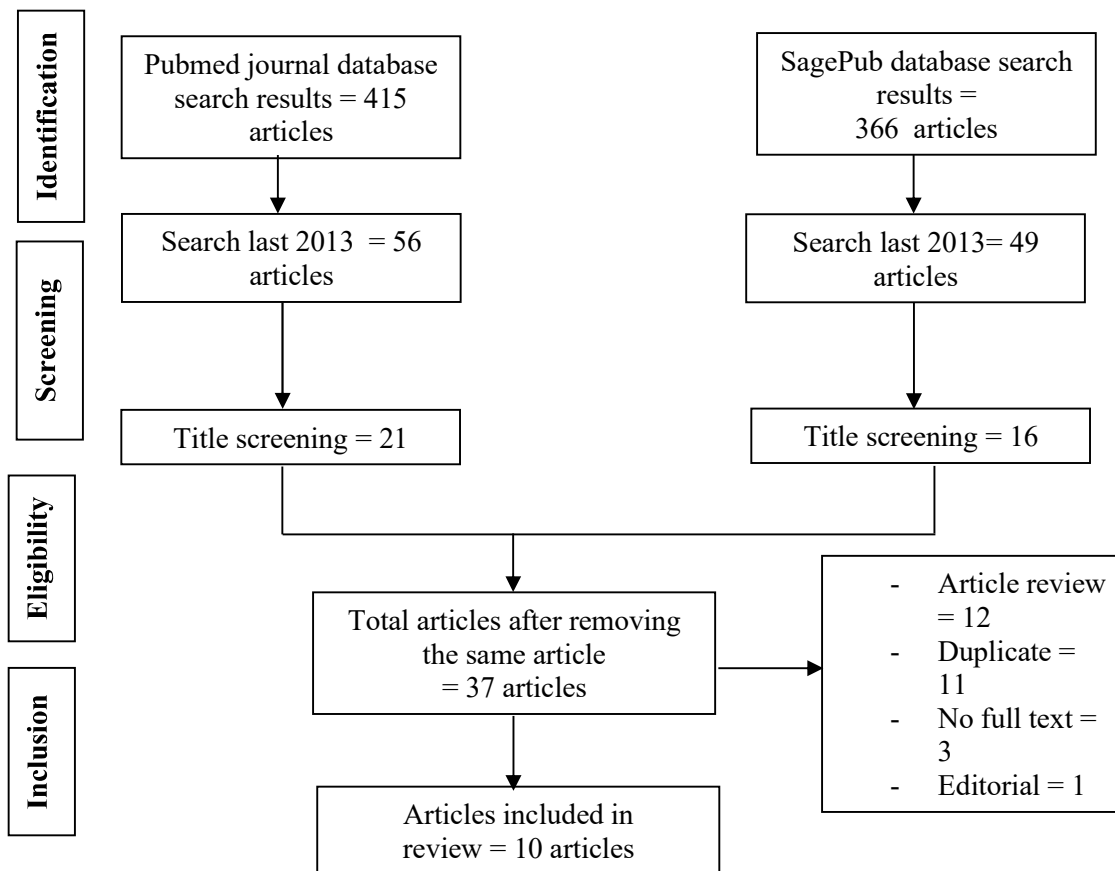 Identification
Pubmed journal database
search results = 415
articles
SagePub database search
results =
366 articles
Search last 2013 = 56
articles
Search last 2013= 49
articles
Screening
Title screening = 21
Title screening = 16
Eligibility
Total articles after removing
the same article
= 37 articles
- Article review
= 12
- Duplicate =
11
- No full text =
3
- Editorial = 1
Inclusion
Articles included in
review = 10 articles